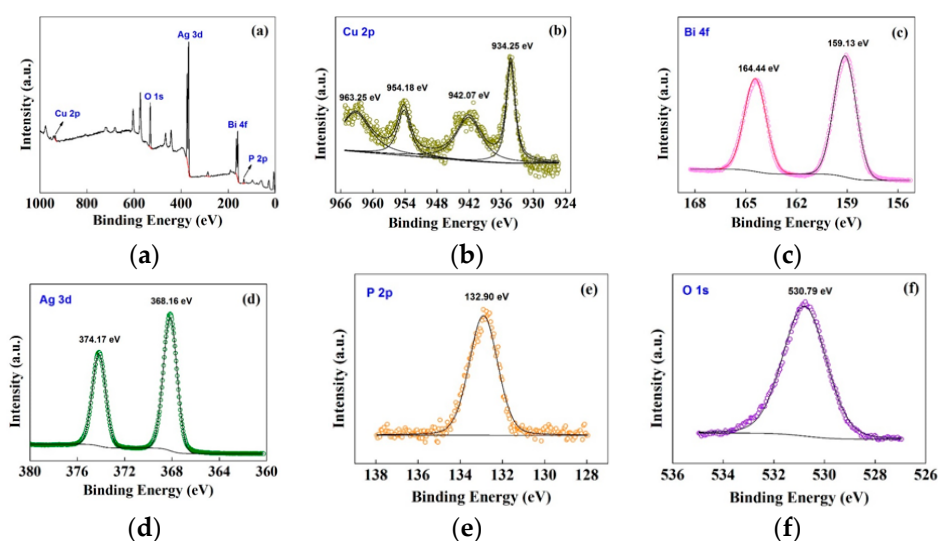 Ag 3d
(a)
O 1s
Cu 2p
Bi 4f
P 2p
Intensity (a.u.)
1000 800 600 400 200 0
Binding Energy (eV)
(a)
Cu 2p
(b)
934.25 eV
963.25 eV
954.18 eV
942.07 eV
Intensity (a.u.)
966 960 954 948 942 936 930 924
Binding Energy (eV)
(b)
Bi 4f
(c)
159.13 eV
164.44 eV
Intensity (a.u.)
168 165 162 159 156
Binding Energy (eV)
(c)
Ag 3d
(d)
368.16 eV
374.17 eV
Intensity (a.u.)
380 376 372 368 364 360
Binding Energy (eV)
(d)
P 2p
(e)
132.90 eV
Intensity (a.u.)
138 136 135 133 132 130 128
Binding Energy (eV)
(e)
O 1s
(f)
530.79 eV
Intensity (a.u.)
535 533 532 530 528 526
Binding Energy (eV)
(f)